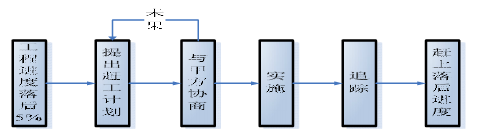 未果
工程进度落后5%
提出赶工计划
与甲方协商
实施
追踪
赶上落后进度